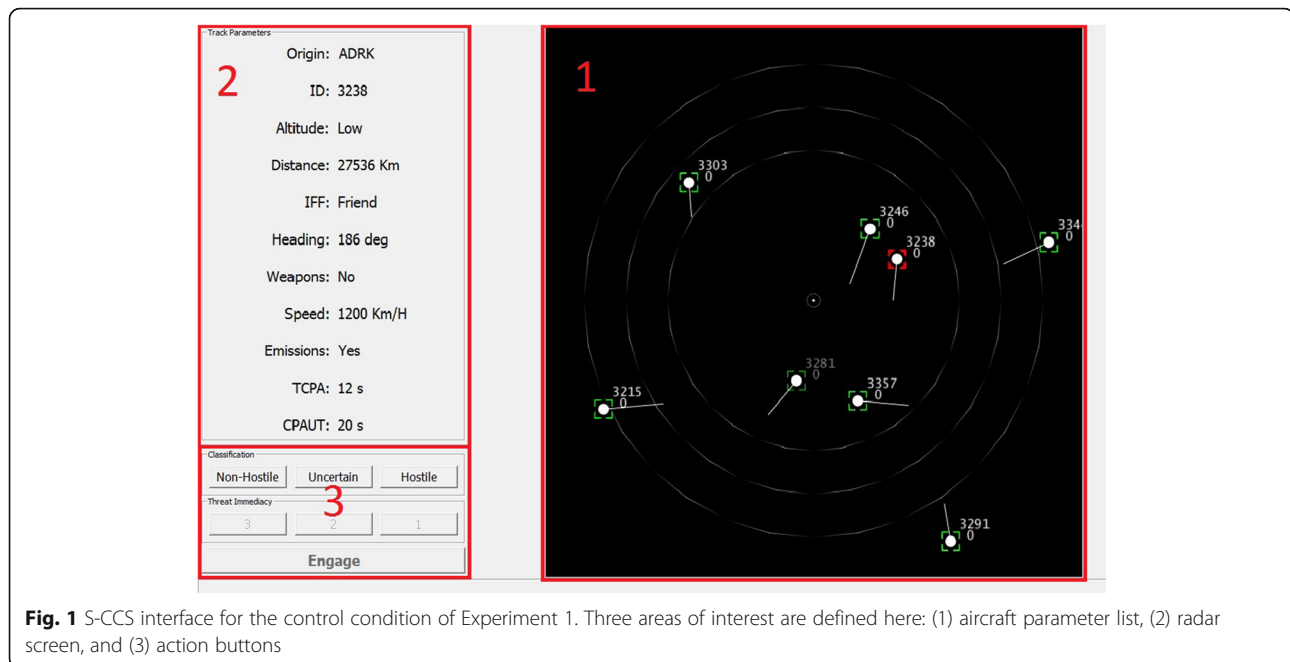 Track Parameters
Origin: ADRK
ID: 3238
Altitude: Low
Distance: 27536 Km
IFF: Friend
Heading: 186 deg
Weapons: No
Speed: 1200 Km/H
Emissions: Yes
TCPA: 12 s
CPAUT: 20 s
2
Classification
Non-Hostile Uncertain Hostile
3
Threat Immediacy
3 2 1
Engage
1
3303
0
3246
0
3238
0
334
0
3281
0
3357
0
3215
0
3291
0
Fig. 1 S-CCS interface for the control condition of Experiment 1. Three areas of interest are defined here: (1) aircraft parameter list, (2) radar
screen, and (3) action buttons